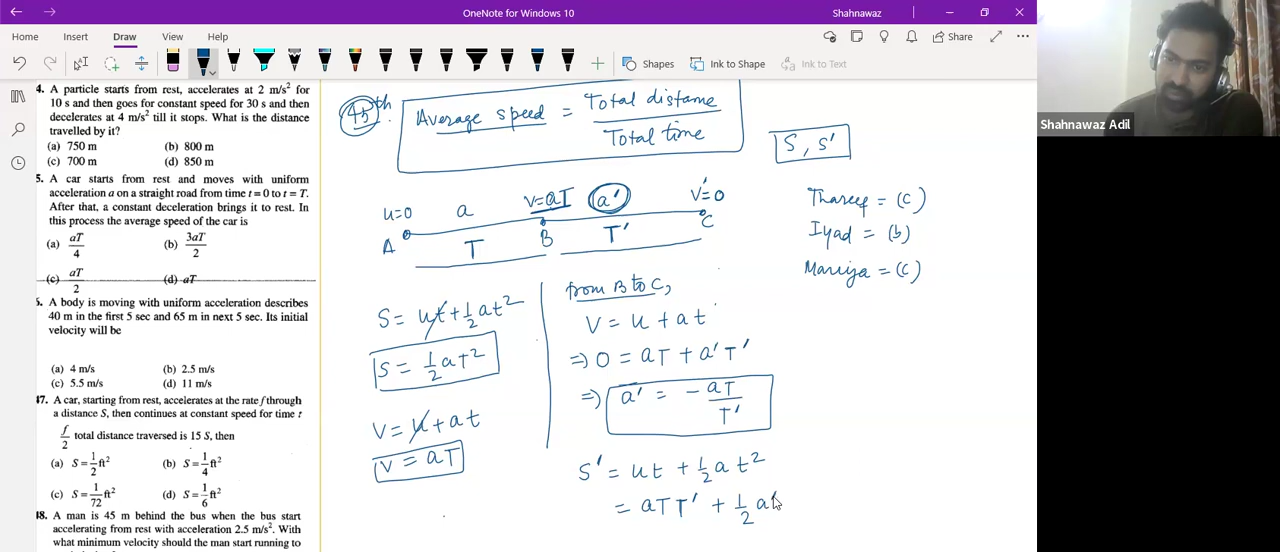 OneNote for Windows 10
Shahnawaz
Home Insert Draw View Help
Share
Shapes
Ink to Shape
Ink to Text
4. A particle starts from rest, accelerates at 2 m/s² for
10 s and then goes for constant speed for 30 s and then
decelerates at 4 m/s² till it stops. What is the distance
travelled by it?
(a) 750 m (b) 800 m
(c) 700 m (d) 850 m
5. A car starts from rest and moves with uniform
acceleration a on a straight road from time t = 0 to t = T.
After that, a constant deceleration brings it to rest. In
this process the average speed of the car is
(a) aT/4 (b) 3aT/2
(c) aT/2 (d) aT
6. A body is moving with uniform acceleration describes
40 m in the first 5 sec and 65 m in next 5 sec. Its initial
velocity will be
(a) 4 m/s (b) 2.5 m/s
(c) 5.5 m/s (d) 11 m/s
47. A car, starting from rest, accelerates at the rate f through
a distance S, then continues at constant speed for time t
f/2 total distance traversed is 15 S, then
(a) S = 1/2 ft² (b) S = 1/4 ft²
(c) S = 1/72 ft² (d) S = 1/6 ft²
48. A man is 45 m behind the bus when the bus start
accelerating from rest with acceleration 2.5 m/s². With
what minimum velocity should the man start running to
45th.
Average speed = Total distame / Total time
S, S'
u=0 a V=aT a' V'=0
A T B T' C
S = ut + 1/2 at²
S = 1/2 aT²
V = u + at
V = aT
from B to C,
V = u + at
⇒ 0 = aT + a'T'
⇒ a' = - aT/T'
S' = ut + 1/2 at²
= aTT' + 1/2 a'
Thareef = (c)
Iyad = (b)
Mariya = (c)
Shahnawaz Adil